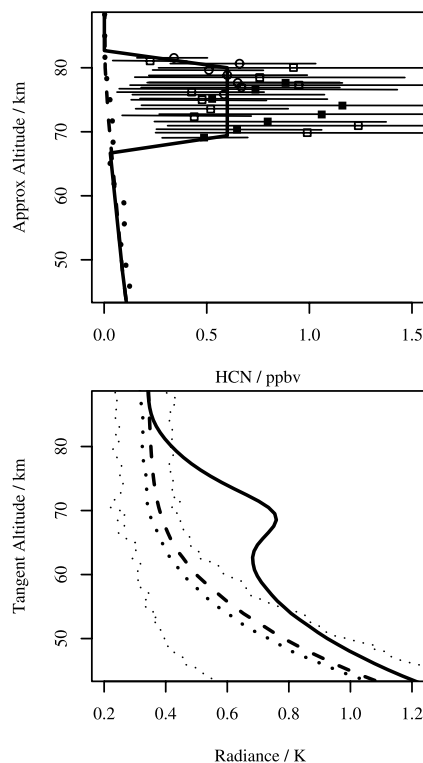 Approx Altitude / km
80
70
60
50
0.0 0.5 1.0 1.5
HCN / ppbv
Tangent Altitude / km
80
70
60
50
0.2 0.4 0.6 0.8 1.0 1.2
Radiance / K